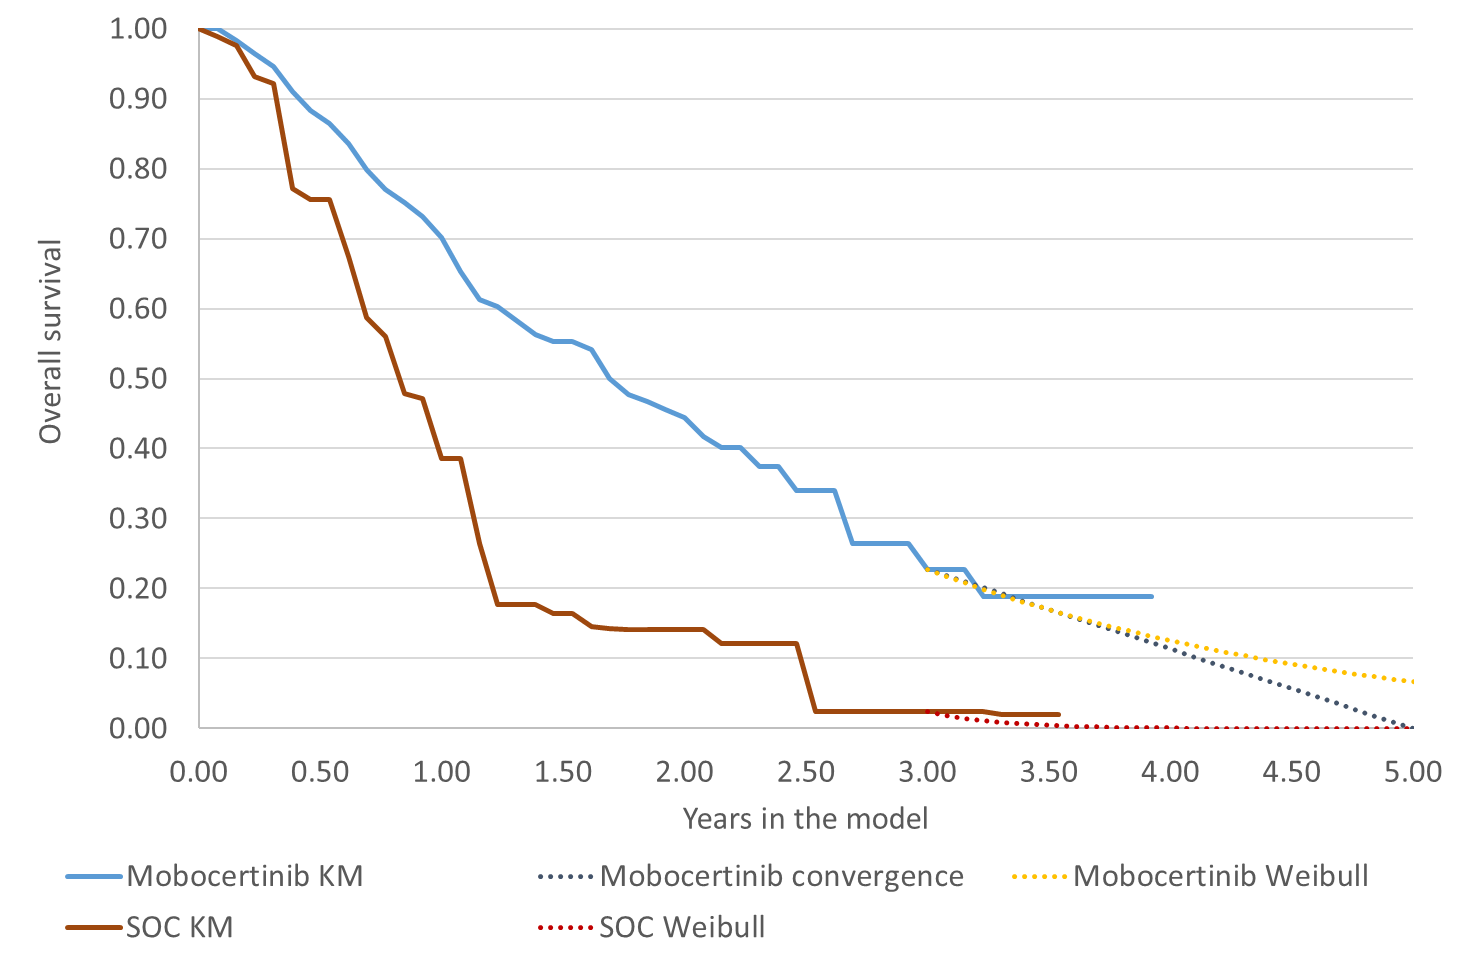 1.00
0.90
0.80
0.70
0.60
0.50
0.40
0.30
0.20
0.10
0.00
Overall survival
0.00 0.50 1.00 1.50 2.00 2.50 3.00 3.50 4.00 4.50 5.00
Years in the model
Mobocertinib KM Mobocertinib convergence Mobocertinib Weibull
SOC KM SOC Weibull